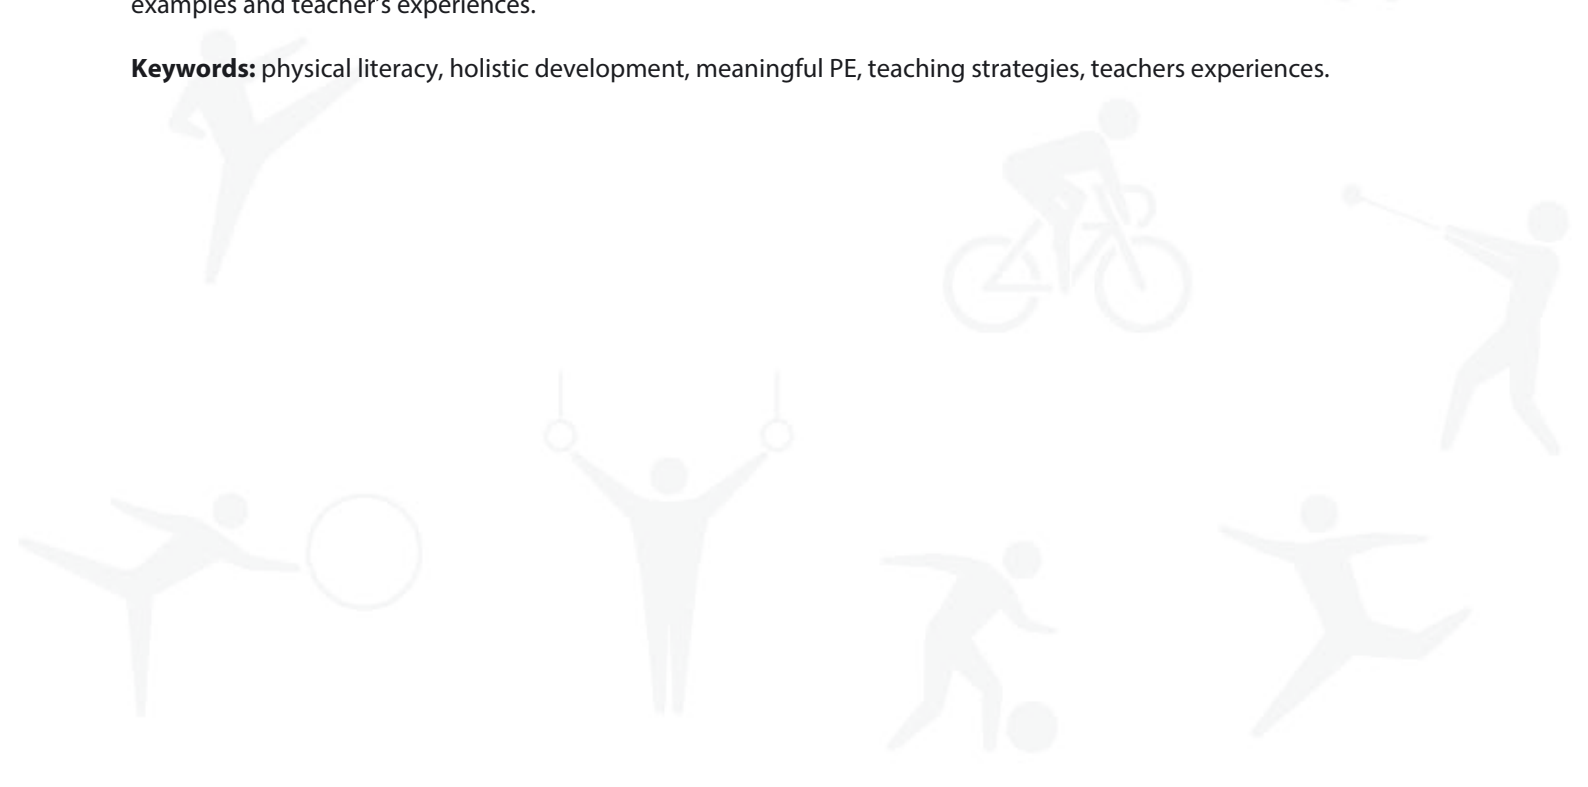 examples and teacher's experiences.
Keywords: physical literacy, holistic development, meaningful PE, teaching strategies, teachers experiences.